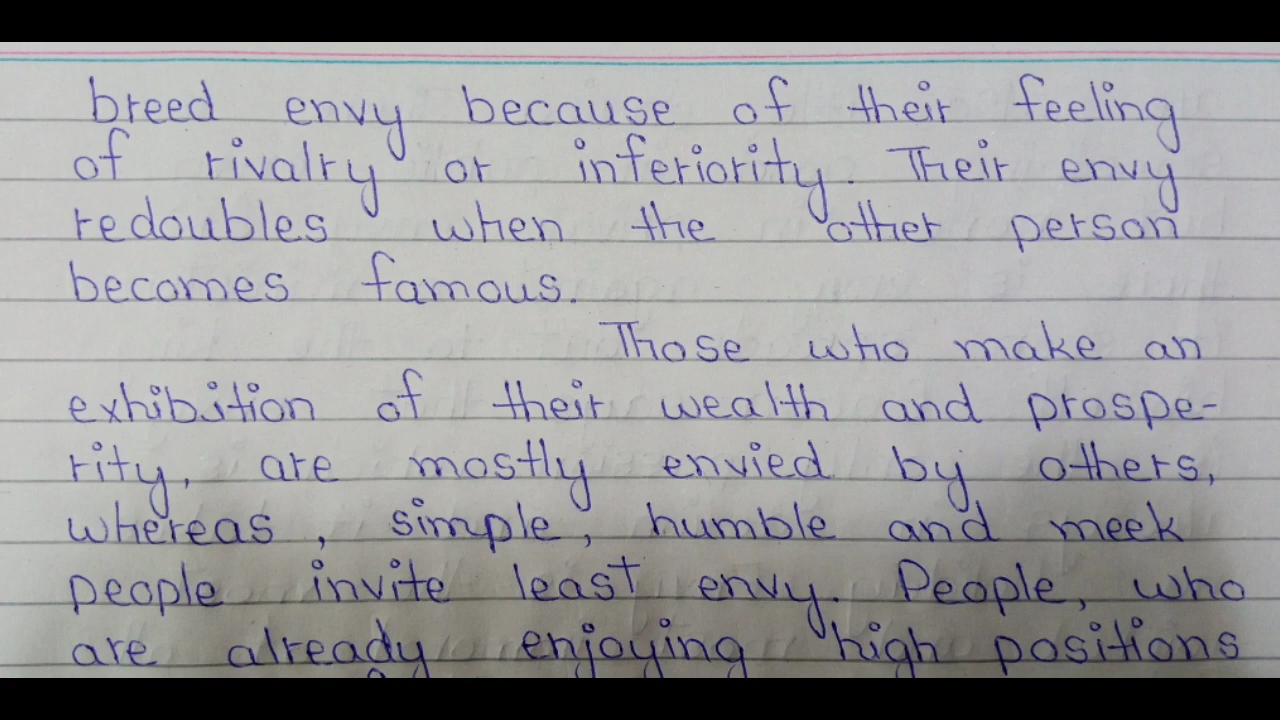 breed envy because of their feeling
of rivalry or inferiority. Their envy
redoubles when the other person
becomes famous.
Those who make an
exhibition of their wealth and prospe-
rity, are mostly envied by others,
whereas, simple, humble and meek
people invite least envy. People, who
are already enjoying high positions